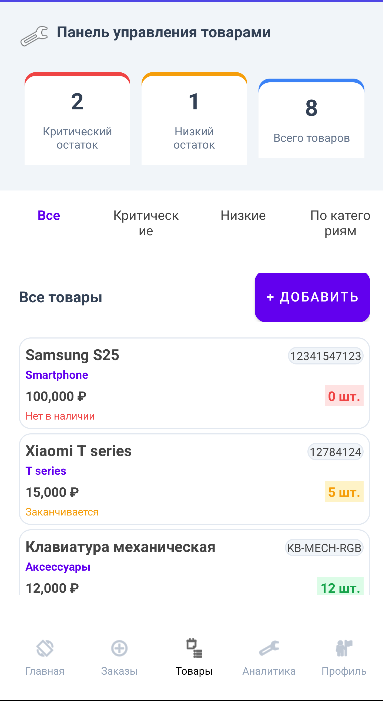 Панель управления товарами
2
Критический
остаток
1
Низкий
остаток
8
Всего товаров
Все
Критическ
ие
Низкие
По катего
риям
Все товары
+ ДОБАВИТЬ
Samsung S25
12341547123
Smartphone
100,000 ₽
0 шт.
Нет в наличии
Xiaomi T series
12784124
T series
15,000 ₽
5 шт.
Заканчивается
Клавиатура механическая
KB-MECH-RGB
Аксессуары
12,000 ₽
12 шт.
Главная
Заказы
Товары
Аналитика
Профиль